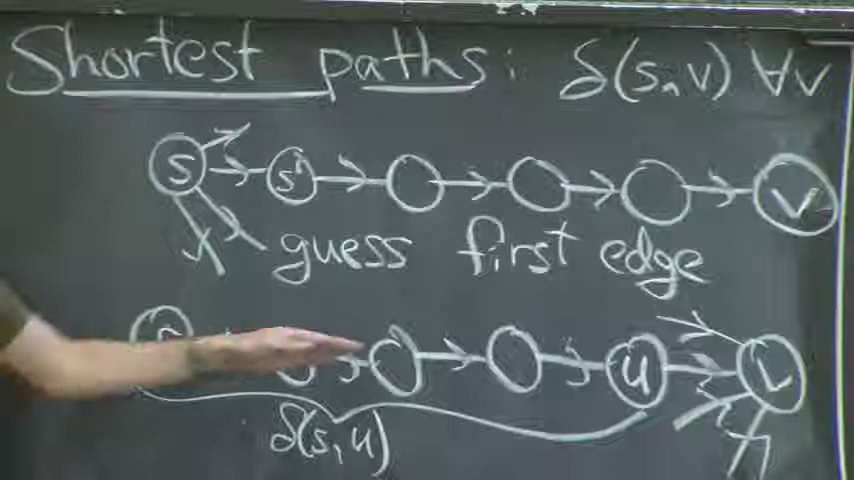 Shortest paths: δ(s,v) ∀v
s s' v
guess first edge
s u v
δ(s,u)